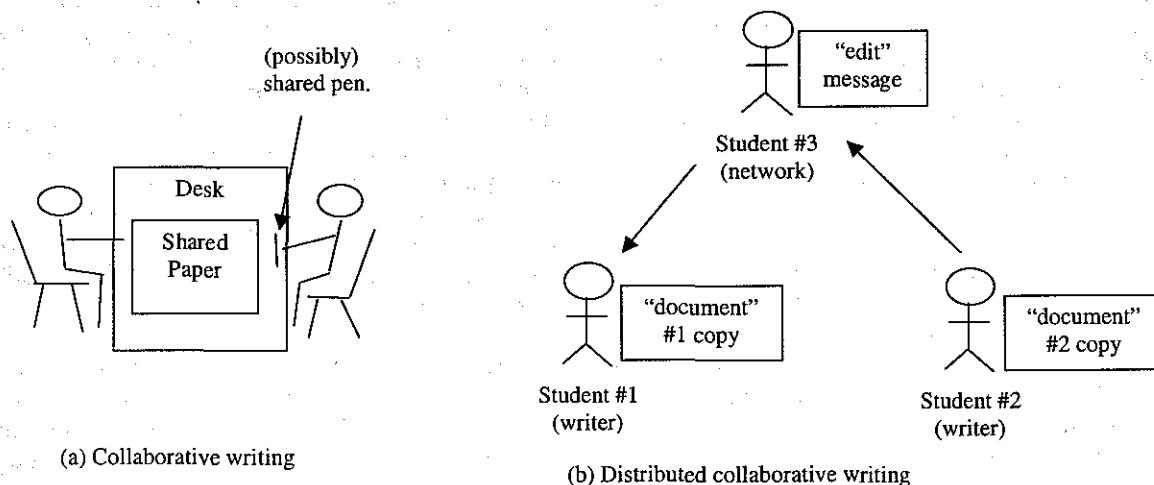 (possibly)
shared pen.
Desk
Shared
Paper
(a) Collaborative writing
“edit”
message
Student #3
(network)
“document”
#1 copy
Student #1
(writer)
“document”
#2 copy
Student #2
(writer)
(b) Distributed collaborative writing